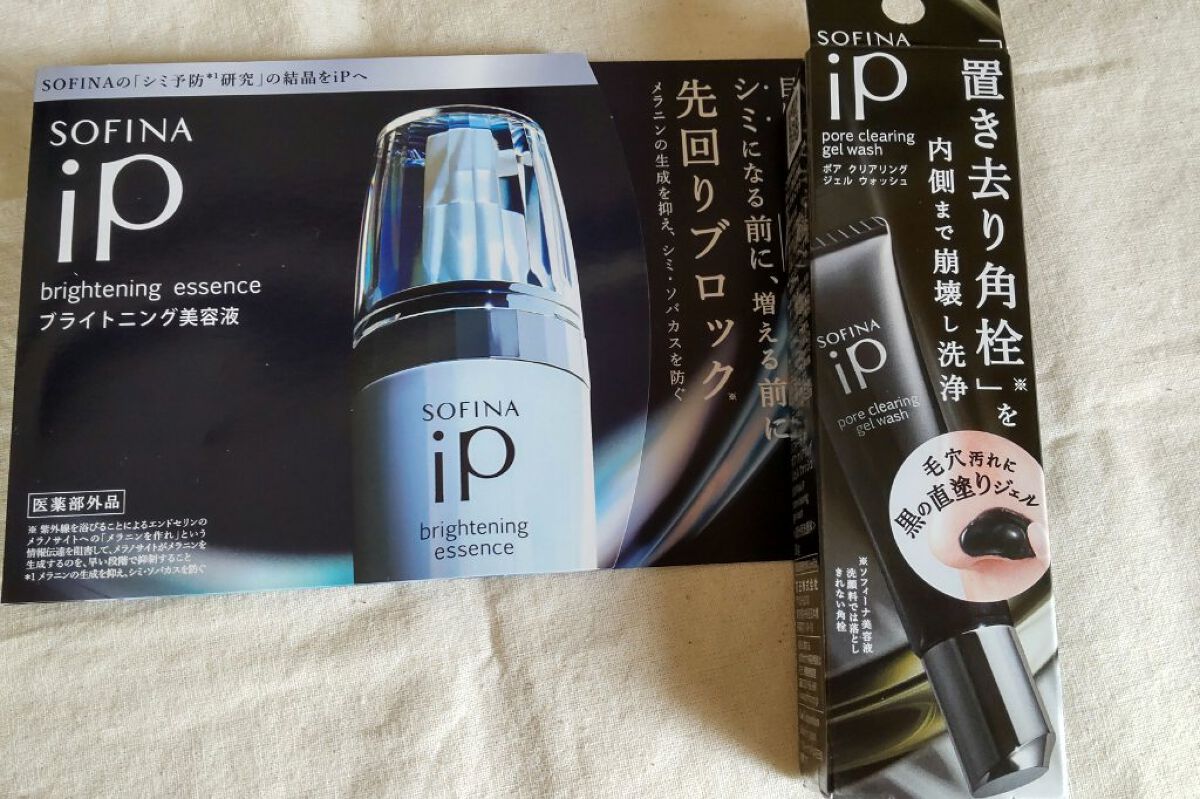 SOFINAの「シミ予防*1研究」の結晶をiPへ
SOFINA
iP
brightening essence
ブライトニング美容液
医薬部外品
※ 紫外線を浴びることによるエンドセリンの
メラノサイトへの「メラニンを作れ」という
情報伝達を阻害して、メラノサイトがメラニンを
生成するのを、早い段階で抑制すること
*1 メラニンの生成を抑え、シミ・ソバカスを防ぐ
SOFINA
iP
brightening
essence
シミになる前に、増える前に
先回りブロック※
メラニンの生成を抑え、シミ・ソバカスを防ぐ
SOFINA
iP
pore clearing
gel wash
ポア クリアリング
ジェル ウォッシュ
「置き去り角栓」※を
内側まで崩壊し洗浄
SOFINA
iP
pore clearing
gel wash
毛穴汚れに
黒の直塗りジェル
※ソフィーナ美容液
洗顔料では落とし
きれない角栓